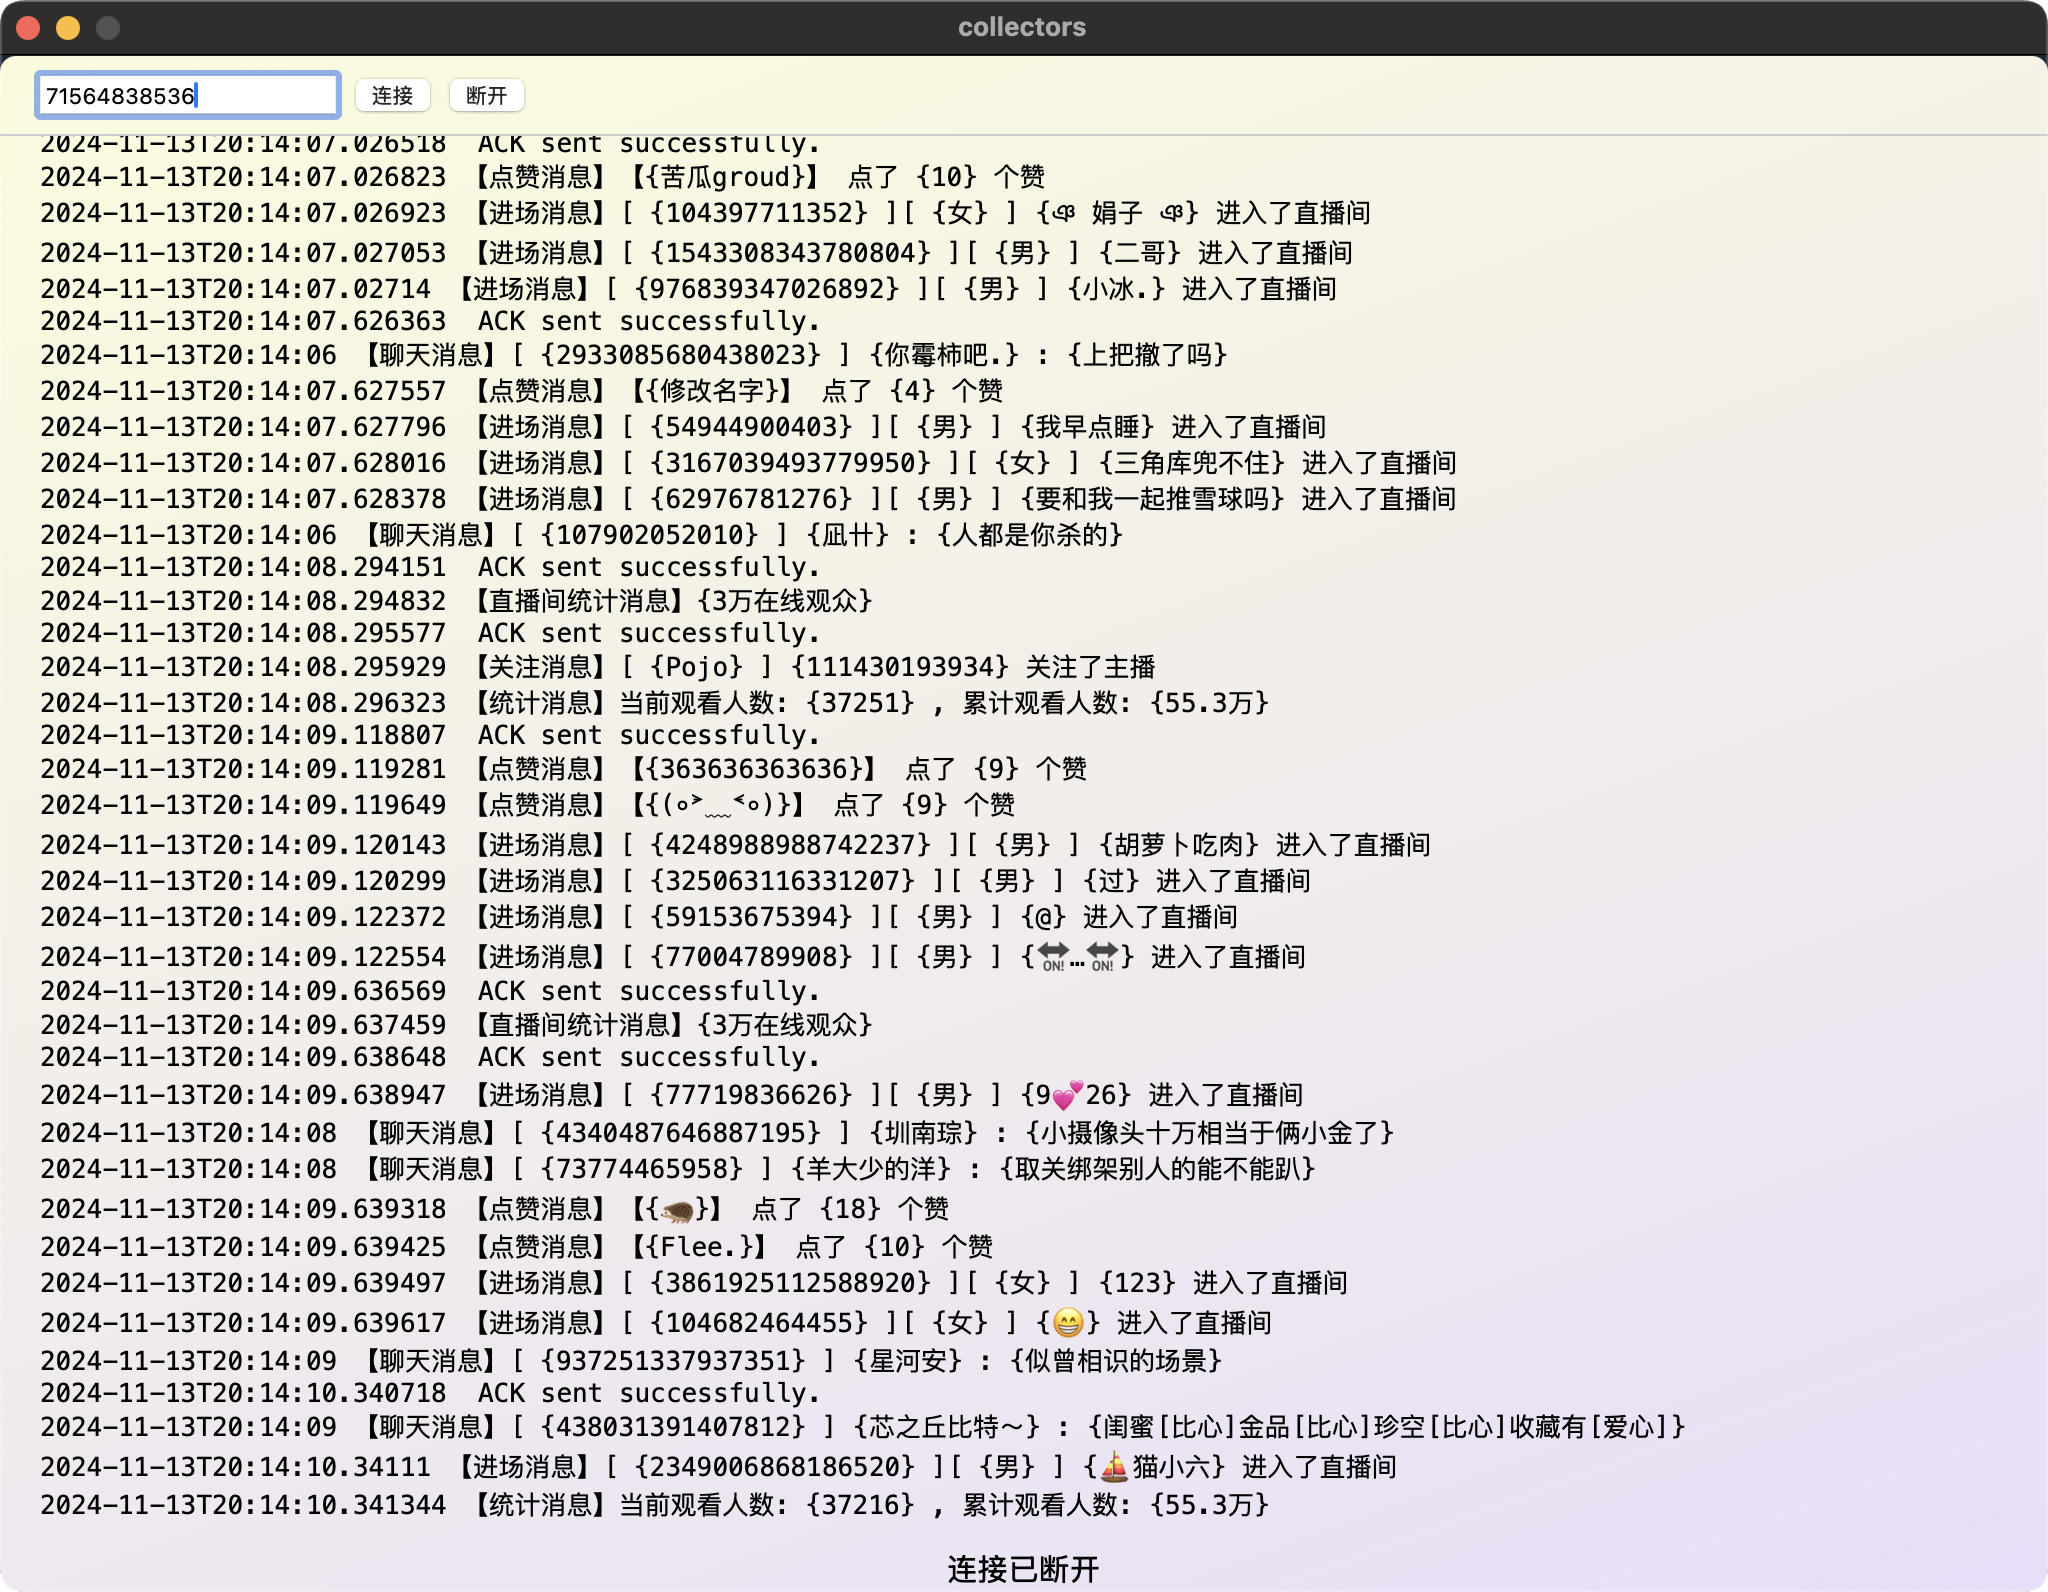 collectors
71564838536 连接 断开
2024-11-13T20:14:07.026518  ACK sent successfully.
2024-11-13T20:14:07.026823 【点赞消息】【{苦瓜groud}】 点了 {10} 个赞
2024-11-13T20:14:07.026923 【进场消息】[ {104397711352} ][ {女} ] { 娟子 } 进入了直播间
2024-11-13T20:14:07.027053 【进场消息】[ {1543308343780804} ][ {男} ] {二哥} 进入了直播间
2024-11-13T20:14:07.02714 【进场消息】[ {976839347026892} ][ {男} ] {小冰.} 进入了直播间
2024-11-13T20:14:07.626363  ACK sent successfully.
2024-11-13T20:14:06 【聊天消息】[ {2933085680438023} ] {你霉柿吧.} : {上把撤了吗}
2024-11-13T20:14:07.627557 【点赞消息】【{修改名字}】 点了 {4} 个赞
2024-11-13T20:14:07.627796 【进场消息】[ {54944900403} ][ {男} ] {我早点睡} 进入了直播间
2024-11-13T20:14:07.628016 【进场消息】[ {3167039493779950} ][ {女} ] {三角库兜不住} 进入了直播间
2024-11-13T20:14:07.628378 【进场消息】[ {62976781276} ][ {男} ] {要和我一起推雪球吗} 进入了直播间
2024-11-13T20:14:06 【聊天消息】[ {107902052010} ] {凪卄} : {人都是你杀的}
2024-11-13T20:14:08.294151  ACK sent successfully.
2024-11-13T20:14:08.294832 【直播间统计消息】{3万在线观众}
2024-11-13T20:14:08.295577  ACK sent successfully.
2024-11-13T20:14:08.295929 【关注消息】[ {Pojo} ] {111430193934} 关注了主播
2024-11-13T20:14:08.296323 【统计消息】当前观看人数: {37251} , 累计观看人数: {55.3万}
2024-11-13T20:14:09.118807  ACK sent successfully.
2024-11-13T20:14:09.119281 【点赞消息】【{363636363636}】 点了 {9} 个赞
2024-11-13T20:14:09.119649 【点赞消息】【{(∘˃﹏˂∘)}】 点了 {9} 个赞
2024-11-13T20:14:09.120143 【进场消息】[ {4248988988742237} ][ {男} ] {胡萝卜吃肉} 进入了直播间
2024-11-13T20:14:09.120299 【进场消息】[ {325063116331207} ][ {男} ] {过} 进入了直播间
2024-11-13T20:14:09.122372 【进场消息】[ {59153675394} ][ {男} ] {@} 进入了直播间
2024-11-13T20:14:09.122554 【进场消息】[ {77004789908} ][ {男} ] {🔛…🔛} 进入了直播间
2024-11-13T20:14:09.636569  ACK sent successfully.
2024-11-13T20:14:09.637459 【直播间统计消息】{3万在线观众}
2024-11-13T20:14:09.638648  ACK sent successfully.
2024-11-13T20:14:09.638947 【进场消息】[ {77719836626} ][ {男} ] {9💕26} 进入了直播间
2024-11-13T20:14:08 【聊天消息】[ {4340487646887195} ] {圳南琮} : {小摄像头十万相当于俩小金了}
2024-11-13T20:14:08 【聊天消息】[ {73774465958} ] {羊大少的洋} : {取关绑架别人的能不能趴}
2024-11-13T20:14:09.639318 【点赞消息】【{🦔}】 点了 {18} 个赞
2024-11-13T20:14:09.639425 【点赞消息】【{Flee.}】 点了 {10} 个赞
2024-11-13T20:14:09.639497 【进场消息】[ {3861925112588920} ][ {女} ] {123} 进入了直播间
2024-11-13T20:14:09.639617 【进场消息】[ {104682464455} ][ {女} ] {😁} 进入了直播间
2024-11-13T20:14:09 【聊天消息】[ {937251337937351} ] {星河安} : {似曾相识的场景}
2024-11-13T20:14:10.340718  ACK sent successfully.
2024-11-13T20:14:09 【聊天消息】[ {438031391407812} ] {芯之丘比特～} : {闺蜜[比心]金品[比心]珍空[比心]收藏有[爱心]}
2024-11-13T20:14:10.34111 【进场消息】[ {2349006868186520} ][ {男} ] {⛵猫小六} 进入了直播间
2024-11-13T20:14:10.341344 【统计消息】当前观看人数: {37216} , 累计观看人数: {55.3万}
连接已断开